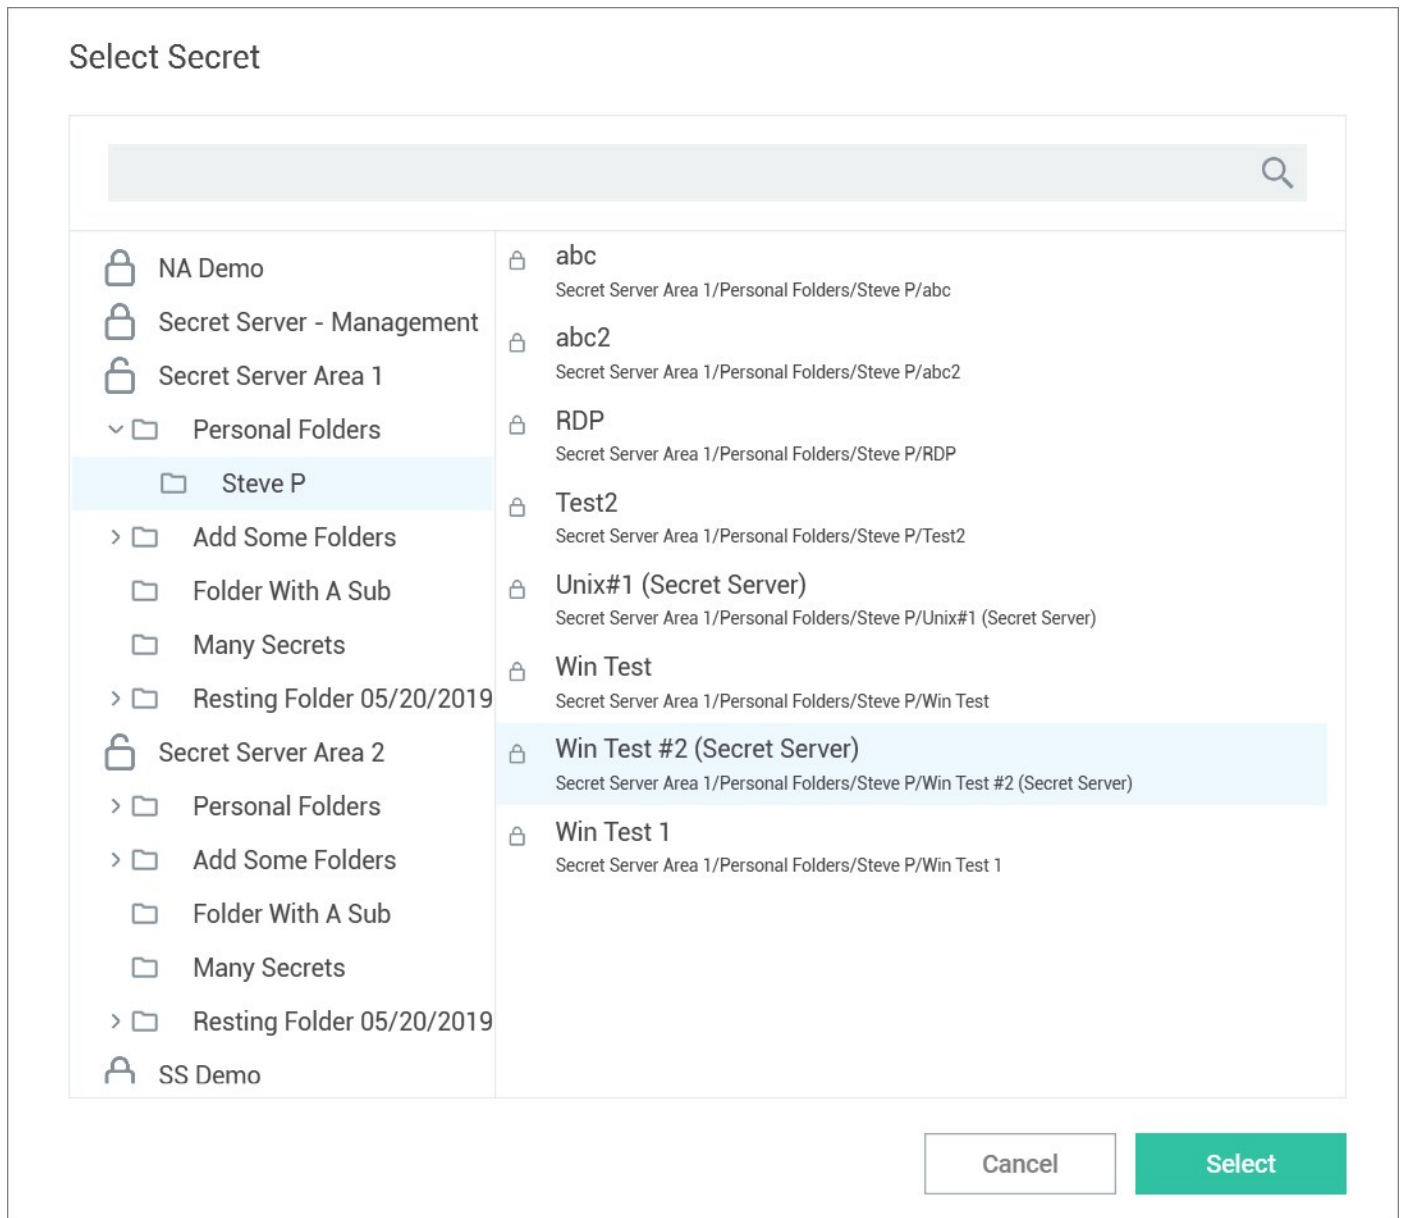 Select Secret
NA Demo
Secret Server - Management
Secret Server Area 1
Personal Folders
Steve P
Add Some Folders
Folder With A Sub
Many Secrets
Resting Folder 05/20/2019
Secret Server Area 2
Personal Folders
Add Some Folders
Folder With A Sub
Many Secrets
Resting Folder 05/20/2019
SS Demo
abc
Secret Server Area 1/Personal Folders/Steve P/abc
abc2
Secret Server Area 1/Personal Folders/Steve P/abc2
RDP
Secret Server Area 1/Personal Folders/Steve P/RDP
Test2
Secret Server Area 1/Personal Folders/Steve P/Test2
Unix#1 (Secret Server)
Secret Server Area 1/Personal Folders/Steve P/Unix#1 (Secret Server)
Win Test
Secret Server Area 1/Personal Folders/Steve P/Win Test
Win Test #2 (Secret Server)
Secret Server Area 1/Personal Folders/Steve P/Win Test #2 (Secret Server)
Win Test 1
Secret Server Area 1/Personal Folders/Steve P/Win Test 1
Cancel
Select